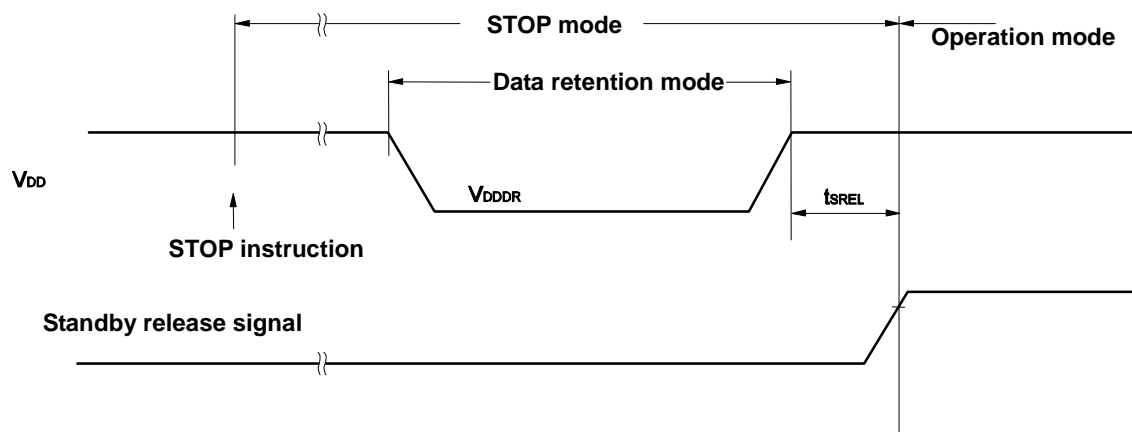 STOP mode
Operation mode
Data retention mode
VDD
VDDDR
tSREL
STOP instruction
Standby release signal